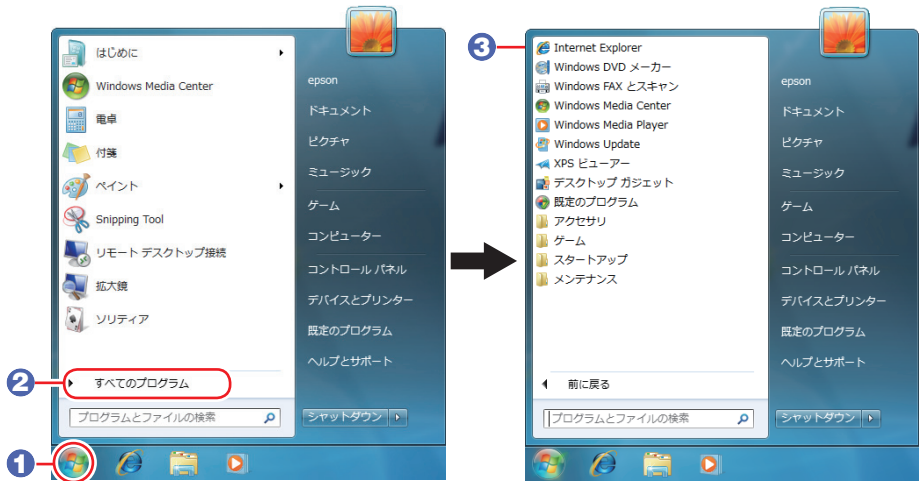 はじめに
Windows Media Center
電卓
付箋
ペイント
Snipping Tool
リモート デスクトップ接続
拡大鏡
ソリティア
2
すべてのプログラム
プログラムとファイルの検索
1
epson
ドキュメント
ピクチャ
ミュージック
ゲーム
コンピューター
コントロール パネル
デバイスとプリンター
既定のプログラム
ヘルプとサポート
シャットダウン
3
Internet Explorer
Windows DVD メーカー
Windows FAX とスキャン
Windows Media Center
Windows Media Player
Windows Update
XPS ビューアー
デスクトップ ガジェット
既定のプログラム
アクセサリ
ゲーム
スタートアップ
メンテナンス
前に戻る
プログラムとファイルの検索
epson
ドキュメント
ピクチャ
ミュージック
ゲーム
コンピューター
コントロール パネル
デバイスとプリンター
既定のプログラム
ヘルプとサポート
シャットダウン